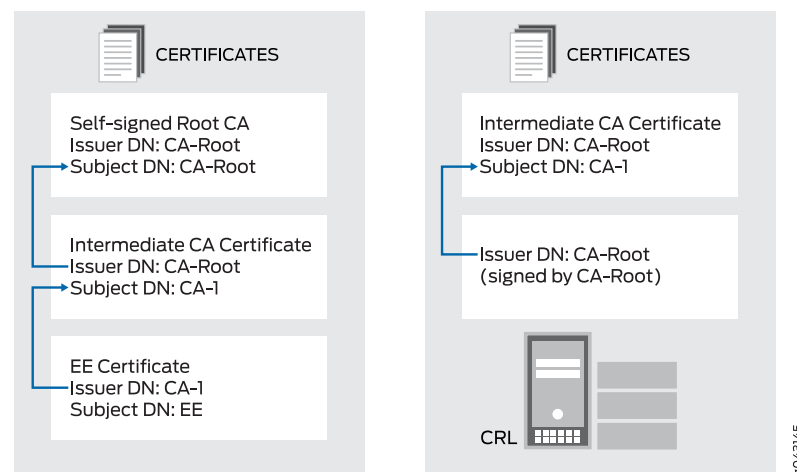 CERTIFICATES
Self-signed Root CA
Issuer DN: CA-Root
Subject DN: CA-Root
Intermediate CA Certificate
Issuer DN: CA-Root
Subject DN: CA-1
EE Certificate
Issuer DN: CA-1
Subject DN: EE
CERTIFICATES
Intermediate CA Certificate
Issuer DN: CA-Root
Subject DN: CA-1
Issuer DN: CA-Root
(signed by CA-Root)
CRL